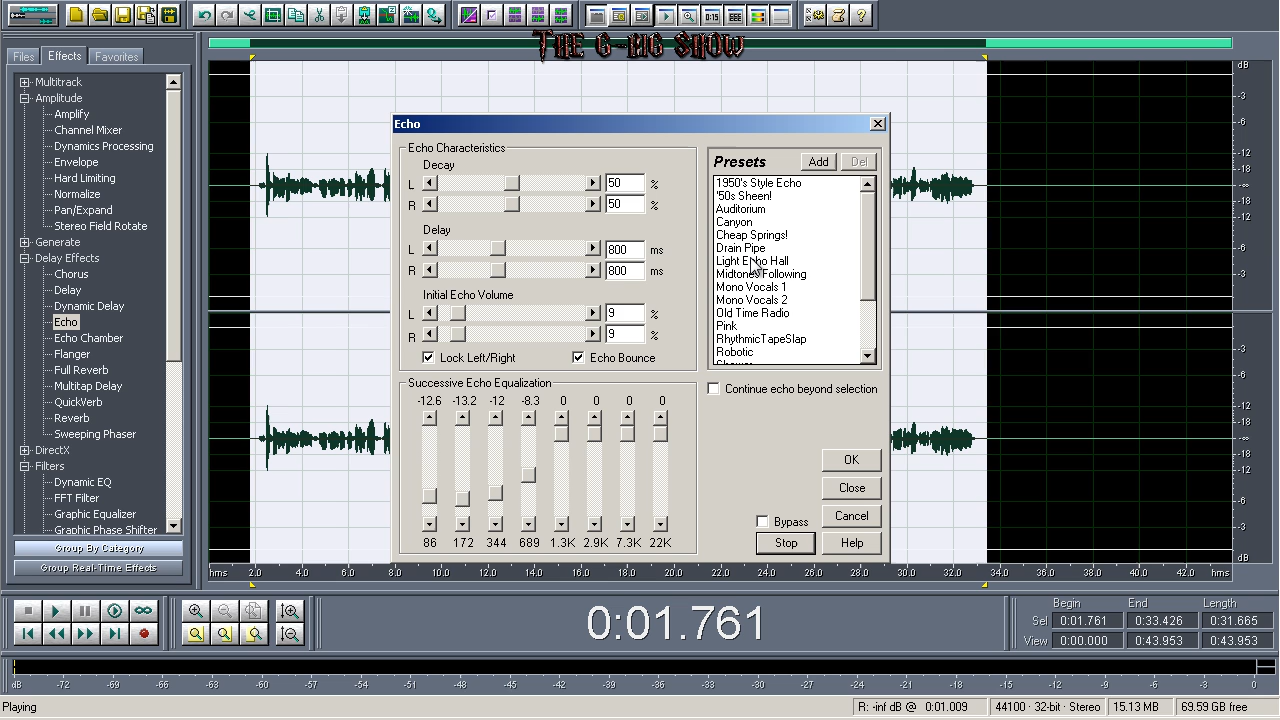 0:15
THE G-MO SHOW
Files
Effects
Favorites
Multitrack
Amplitude
Amplify
Channel Mixer
Dynamics Processing
Envelope
Hard Limiting
Normalize
Pan/Expand
Stereo Field Rotate
Generate
Delay Effects
Chorus
Delay
Dynamic Delay
Echo
Echo Chamber
Flanger
Full Reverb
Multitap Delay
QuickVerb
Reverb
Sweeping Phaser
DirectX
Filters
Dynamic EQ
FFT Filter
Graphic Equalizer
Graphic Phase Shifter
Group By Category
Group Real-Time Effects
Echo
Echo Characteristics
Decay
L 50 %
R 50 %
Delay
L 800 ms
R 800 ms
Initial Echo Volume
L 9 %
R 9 %
Lock Left/Right
Echo Bounce
Successive Echo Equalization
-12.6 -13.2 -12 -8.3 0 0 0 0
86 172 344 689 1.3K 2.9K 7.3K 22K
Presets
Add
Del
1950's Style Echo
'50s Sheen!
Auditorium
Canyon
Cheap Springs!
Drain Pipe
Light Echo Hall
Midtones Following
Mono Vocals 1
Mono Vocals 2
Old Time Radio
Pink
RhythmicTapeSlap
Robotic
Continue echo beyond selection
OK
Close
Cancel
Bypass
Stop
Help
dB
-3
-6
-12
-18
-∞
-18
-12
-6
-3
-3
-6
-12
-18
-∞
-18
-12
-6
-3
dB
hms 2.0 4.0 6.0 8.0 10.0 12.0 14.0 16.0 18.0 20.0 22.0 24.0 26.0 28.0 30.0 32.0 34.0 36.0 38.0 40.0 42.0 hms
0:01.761
Begin End Length
Sel 0:01.761 0:33.426 0:31.665
View 0:00.000 0:43.953 0:43.953
dB -72 -69 -66 -63 -60 -57 -54 -51 -48 -45 -42 -39 -36 -33 -30 -27 -24 -21 -18 -15 -12 -9 -6 -3 0
Playing
R: -inf dB @ 0:01.009
44100 · 32-bit · Stereo
15.13 MB
69.59 GB free